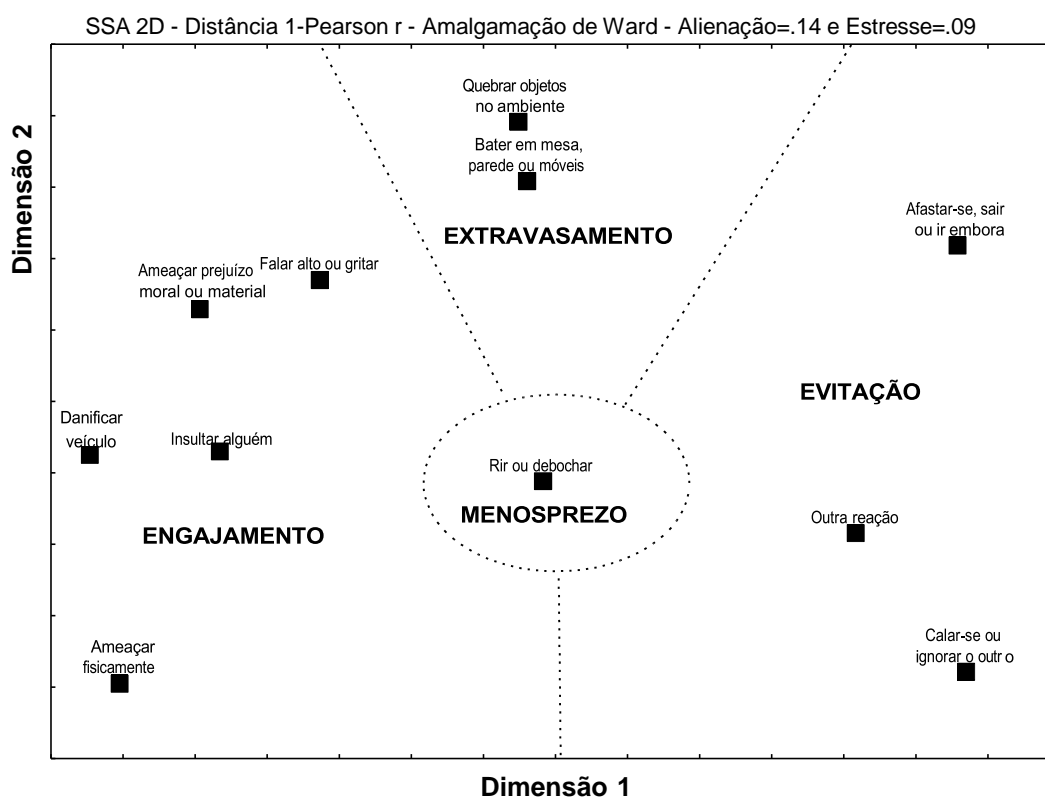 SSA 2D - Distância 1-Pearson r - Amalgamação de Ward - Alienação=.14 e Estresse=.09
Dimensão 2
Quebrar objetos
no ambiente
Bater em mesa,
parede ou móveis
EXTRAVASAMENTO
Afastar-se, sair
ou ir embora
Ameaçar prejuízo
moral ou material
Falar alto ou gritar
EVITAÇÃO
Danificar
veículo
Insultar alguém
Rir ou debochar
MENOSPREZO
Outra reação
ENGAJAMENTO
Ameaçar
fisicamente
Calar-se ou
ignorar o outro
Dimensão 1